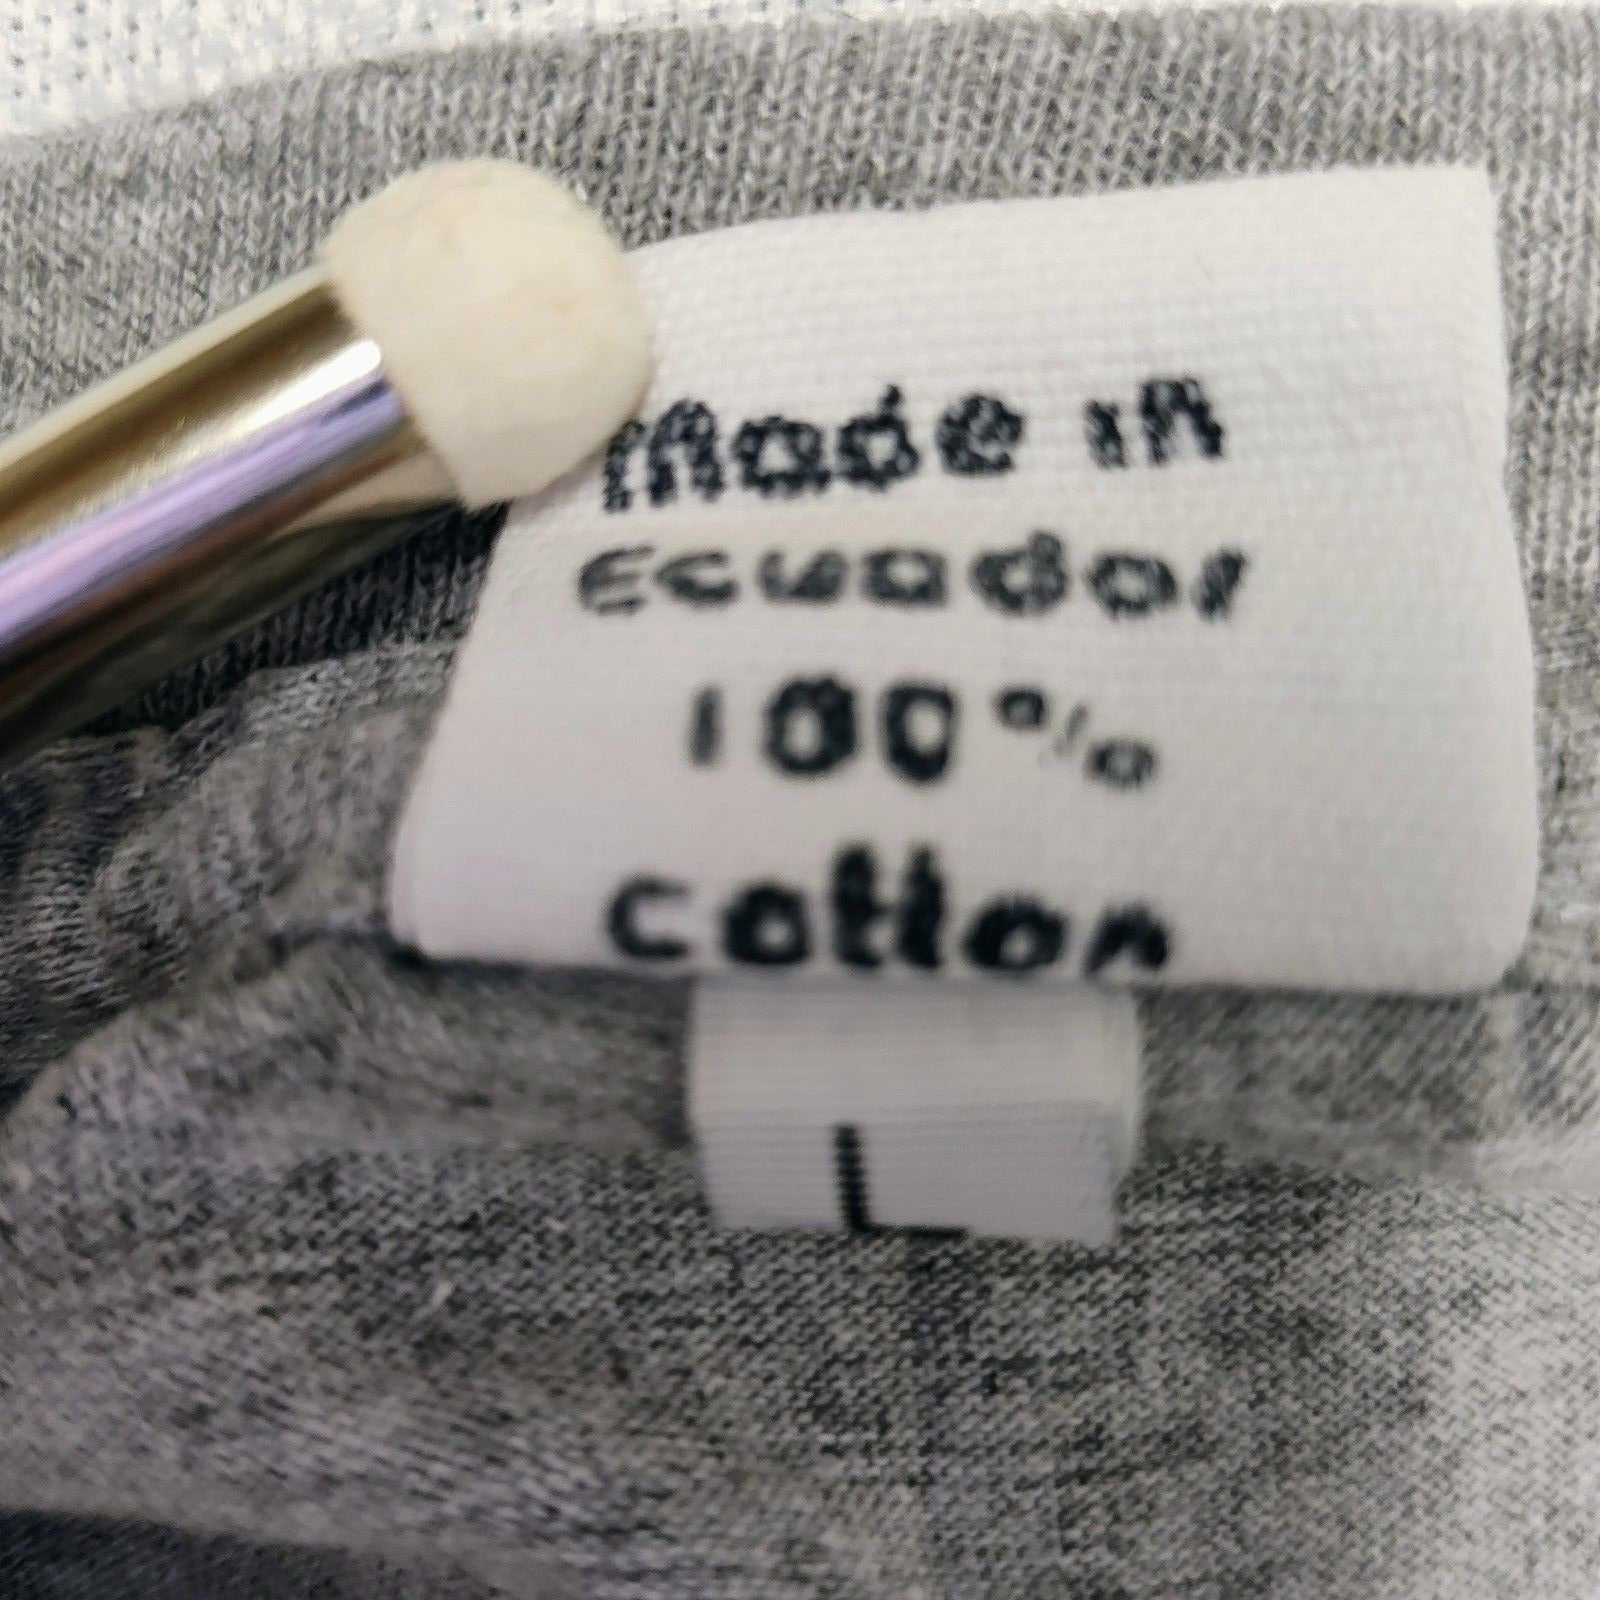 Made in
Ecuador
100%
cotton
L